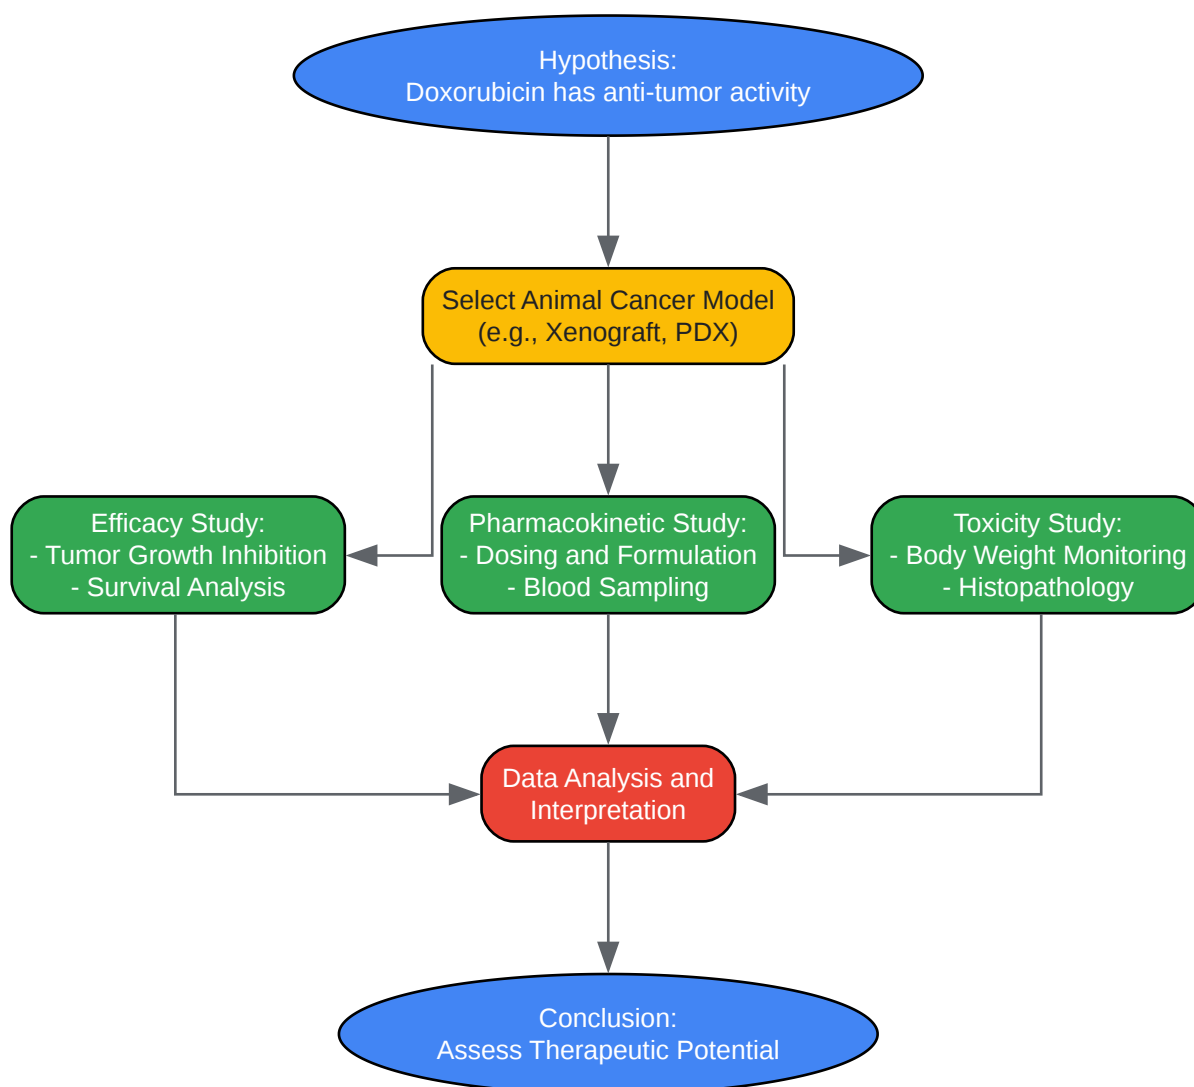 Hypothesis:
Doxorubicin has anti-tumor activity
Select Animal Cancer Model
(e.g., Xenograft, PDX)
Efficacy Study:
- Tumor Growth Inhibition
- Survival Analysis
Pharmacokinetic Study:
- Dosing and Formulation
- Blood Sampling
Toxicity Study:
- Body Weight Monitoring
- Histopathology
Data Analysis and
Interpretation
Conclusion:
Assess Therapeutic Potential